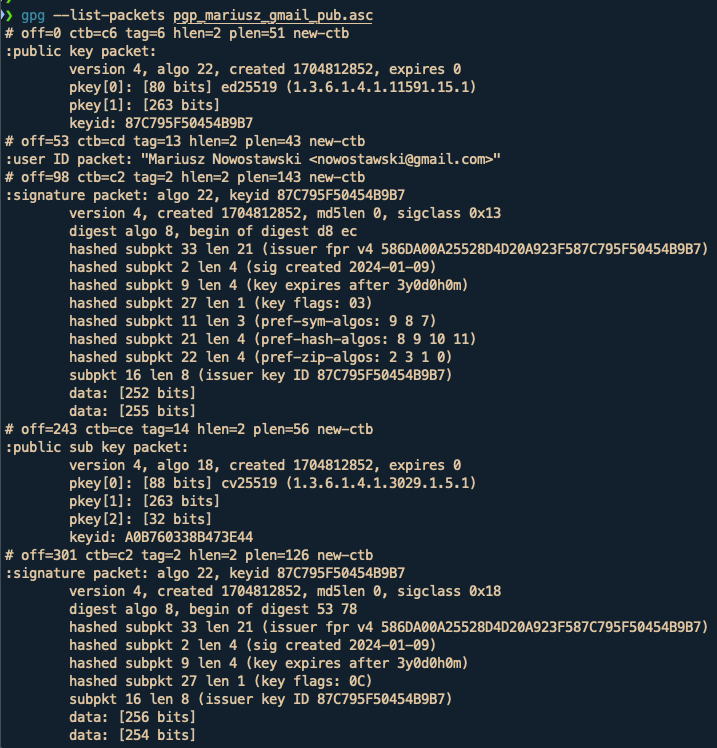 ❯ gpg --list-packets pgp_mariusz_gmail_pub.asc
# off=0 ctb=c6 tag=6 hlen=2 plen=51 new-ctb
:public key packet:
        version 4, algo 22, created 1704812852, expires 0
        pkey[0]: [80 bits] ed25519 (1.3.6.1.4.1.11591.15.1)
        pkey[1]: [263 bits]
        keyid: 87C795F50454B9B7
# off=53 ctb=cd tag=13 hlen=2 plen=43 new-ctb
:user ID packet: "Mariusz Nowostawski <nowostawski@gmail.com>"
# off=98 ctb=c2 tag=2 hlen=2 plen=143 new-ctb
:signature packet: algo 22, keyid 87C795F50454B9B7
        version 4, created 1704812852, md5len 0, sigclass 0x13
        digest algo 8, begin of digest d8 ec
        hashed subpkt 33 len 21 (issuer fpr v4 586DA00A25528D4D20A923F587C795F50454B9B7)
        hashed subpkt 2 len 4 (sig created 2024-01-09)
        hashed subpkt 9 len 4 (key expires after 3y0d0h0m)
        hashed subpkt 27 len 1 (key flags: 03)
        hashed subpkt 11 len 3 (pref-sym-algos: 9 8 7)
        hashed subpkt 21 len 4 (pref-hash-algos: 8 9 10 11)
        hashed subpkt 22 len 4 (pref-zip-algos: 2 3 1 0)
        subpkt 16 len 8 (issuer key ID 87C795F50454B9B7)
        data: [252 bits]
        data: [255 bits]
# off=243 ctb=ce tag=14 hlen=2 plen=56 new-ctb
:public sub key packet:
        version 4, algo 18, created 1704812852, expires 0
        pkey[0]: [88 bits] cv25519 (1.3.6.1.4.1.3029.1.5.1)
        pkey[1]: [263 bits]
        pkey[2]: [32 bits]
        keyid: A0B760338B473E44
# off=301 ctb=c2 tag=2 hlen=2 plen=126 new-ctb
:signature packet: algo 22, keyid 87C795F50454B9B7
        version 4, created 1704812852, md5len 0, sigclass 0x18
        digest algo 8, begin of digest 53 78
        hashed subpkt 33 len 21 (issuer fpr v4 586DA00A25528D4D20A923F587C795F50454B9B7)
        hashed subpkt 2 len 4 (sig created 2024-01-09)
        hashed subpkt 9 len 4 (key expires after 3y0d0h0m)
        hashed subpkt 27 len 1 (key flags: 0C)
        subpkt 16 len 8 (issuer key ID 87C795F50454B9B7)
        data: [256 bits]
        data: [254 bits]